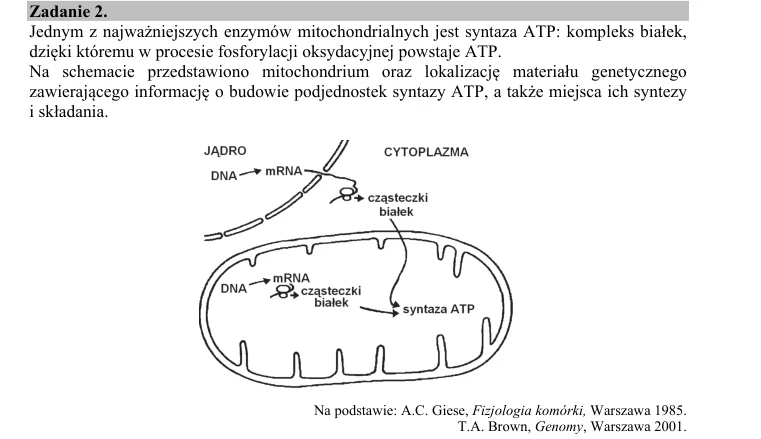 Zadanie 2.
Jednym z najważniejszych enzymów mitochondrialnych jest syntaza ATP: kompleks białek,
dzięki któremu w procesie fosforylacji oksydacyjnej powstaje ATP.
Na schemacie przedstawiono mitochondrium oraz lokalizację materiału genetycznego
zawierającego informację o budowie podjednostek syntazy ATP, a także miejsca ich syntezy
i składania.
JĄDRO
CYTOPLAZMA
DNA mRNA
cząsteczki
białek
mRNA
DNA cząsteczki
białek
syntaza ATP
Na podstawie: A.C. Giese, Fizjologia komórki, Warszawa 1985.
T.A. Brown, Genomy, Warszawa 2001.